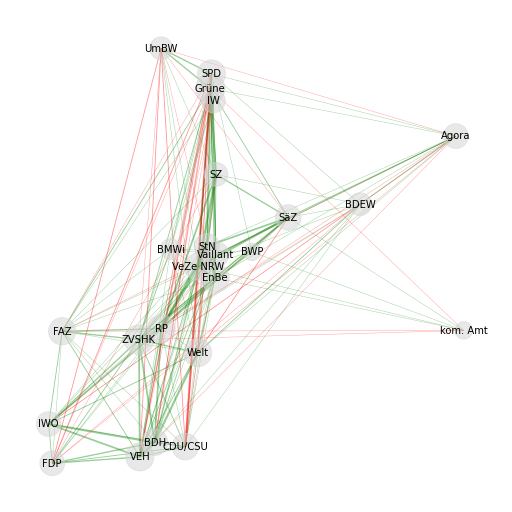 UmBW
SPD
Grüne
IW
Agora
SZ
BDEW
SäZ
StN
BMWi
Vaillant
BWP
VeZe NRW
EnBe
RP
FAZ
kom. Amt
ZVSHK
Welt
IWO
BDH
CDU/CSU
VEH
FDP